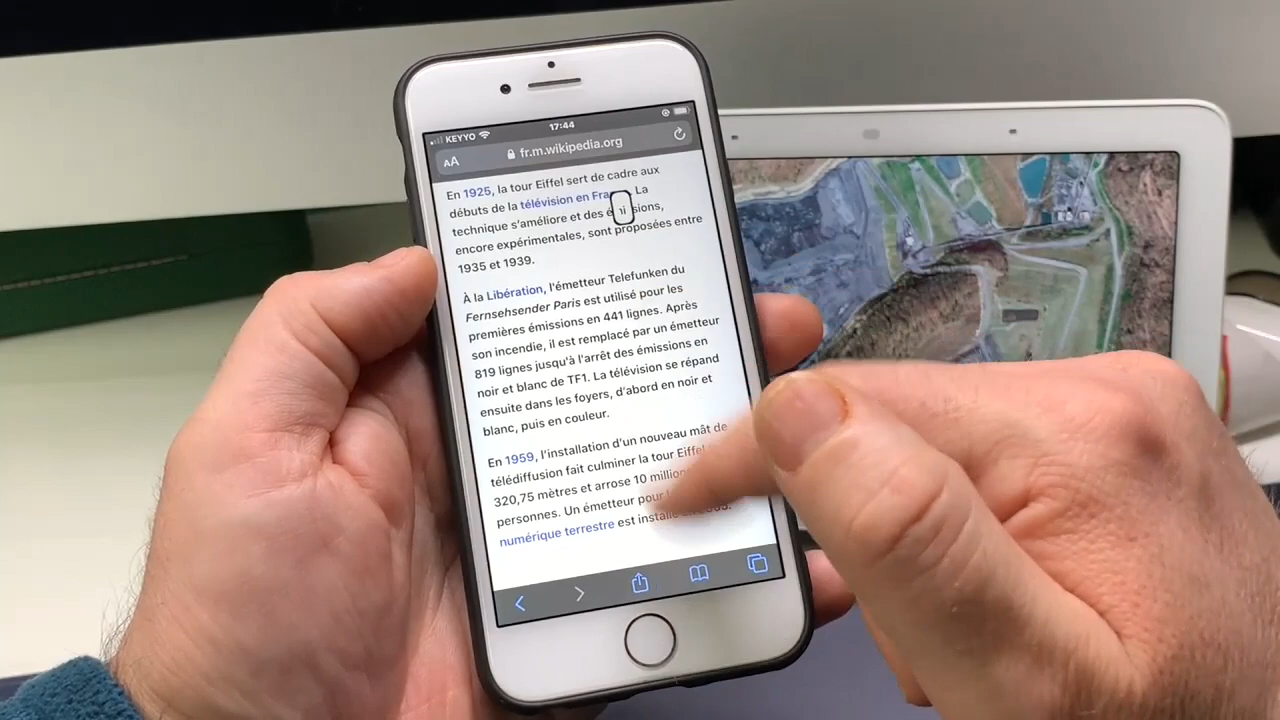 KEYYO 17:44
AA fr.m.wikipedia.org
En 1925, la tour Eiffel sert de cadre aux
débuts de la télévision en La
technique s'améliore et des
encore expérimentales, sont proposées entre
1935 et 1939.
À la Libération, l'émetteur Telefunken du
Fernsehsender Paris est utilisé pour les
premières émissions en 441 lignes. Après
son incendie, il est remplacé par un émetteur
819 lignes jusqu'à l'arrêt des émissions en
noir et blanc de TF1. La télévision se répand
ensuite dans les foyers, d'abord en noir et
blanc, puis en couleur.
En 1959, l'installation d'un nouveau mât de
télédiffusion fait culminer la tour Eiffel
320,75 mètres et arrose 10
personnes. Un émetteur pour
numérique terrestre est